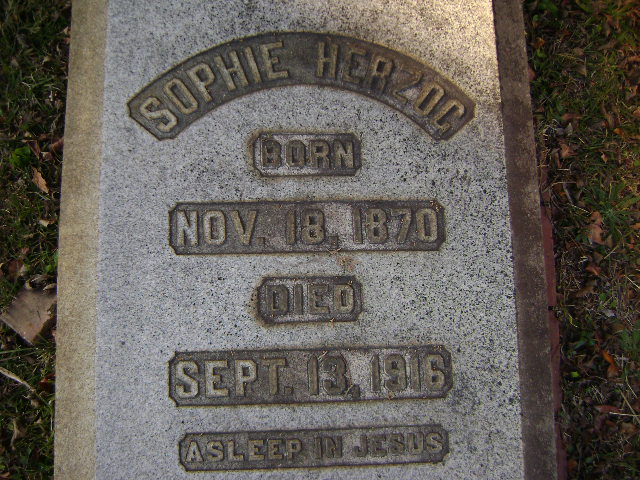 SOPHIE HERZOG
BORN
NOV. 18, 1870
DIED
SEPT. 13, 1916
ASLEEP IN JESUS